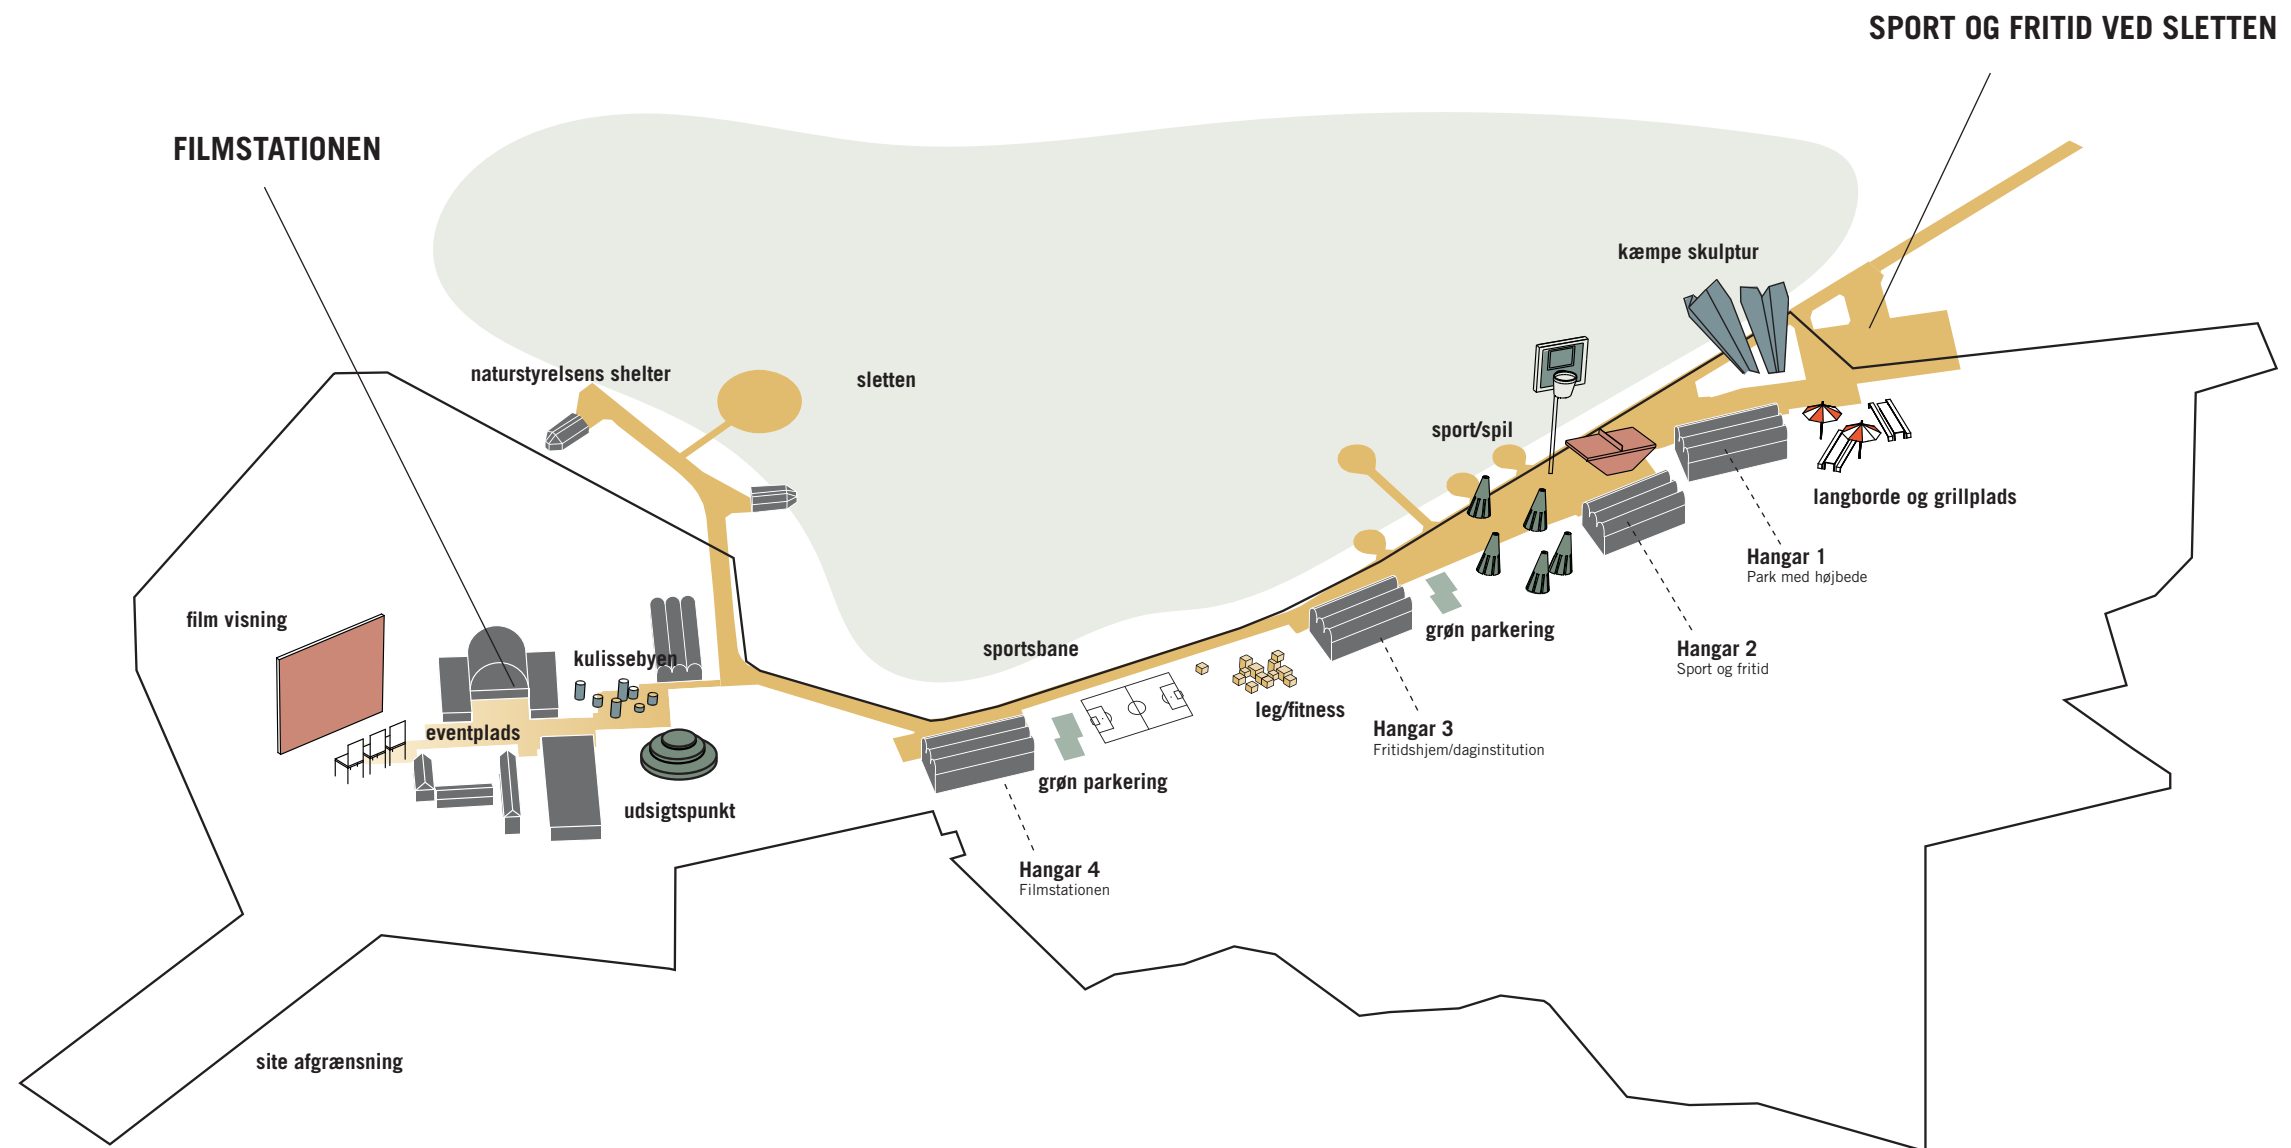 SPORT OG FRITID VED SLETTEN
FILMSTATIONEN
kæmpe skulptur
naturstyrelsens shelter
sletten
sport/spil
langborde og grillplads
Hangar 1
Park med højbede
film visning
grøn parkering
kulissebyen
sportsbane
Hangar 2
Sport og fritid
leg/fitness
Hangar 3
Fritidshjem/daginstitution
eventplads
grøn parkering
udsigtspunkt
Hangar 4
Filmstationen
site afgrænsning